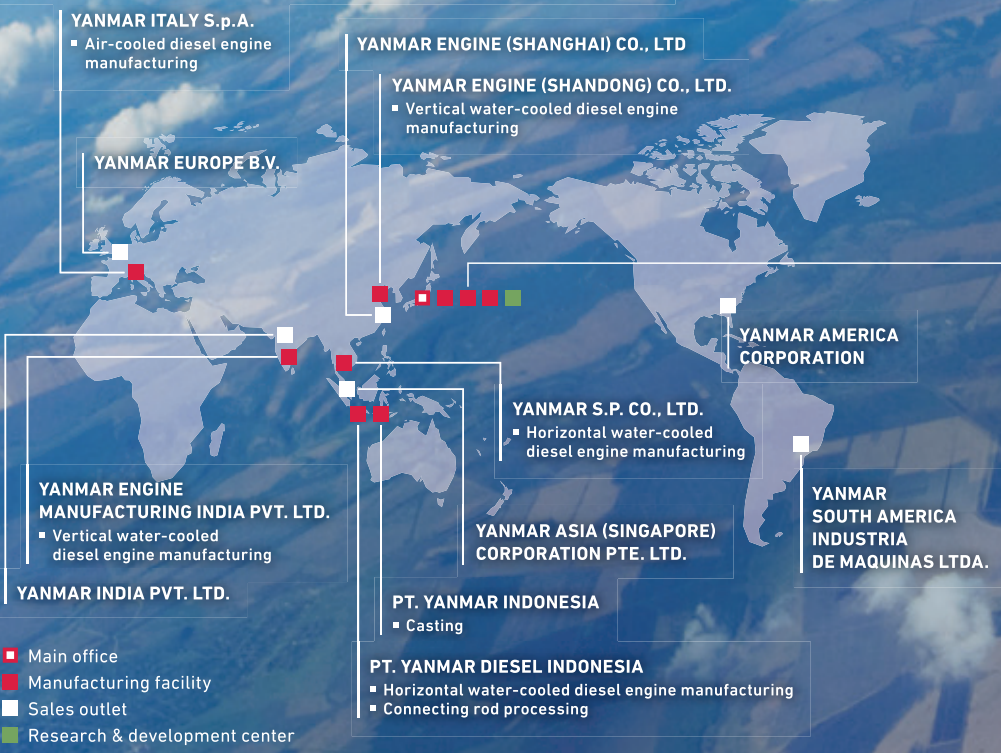 YANMAR ITALY S.p.A.
Air-cooled diesel engine
manufacturing
YANMAR ENGINE (SHANGHAI) CO., LTD
YANMAR ENGINE (SHANDONG) CO., LTD.
Vertical water-cooled diesel engine
manufacturing
YANMAR EUROPE B.V.
YANMAR AMERICA
CORPORATION
YANMAR S.P. CO., LTD.
Horizontal water-cooled
diesel engine manufacturing
YANMAR ENGINE
MANUFACTURING INDIA PVT. LTD.
Vertical water-cooled
diesel engine manufacturing
YANMAR INDIA PVT. LTD.
YANMAR ASIA (SINGAPORE)
CORPORATION PTE. LTD.
YANMAR
SOUTH AMERICA
INDUSTRIA
DE MAQUINAS LTDA.
PT. YANMAR INDONESIA
Casting
PT. YANMAR DIESEL INDONESIA
Horizontal water-cooled diesel engine manufacturing
Connecting rod processing
Main office
Manufacturing facility
Sales outlet
Research & development center